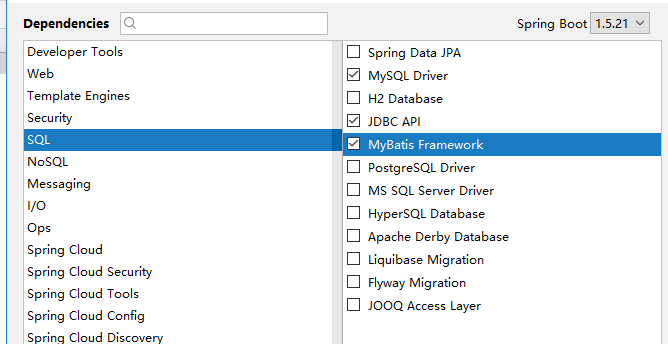 Dependencies
Spring Boot 1.5.21
Developer Tools
Web
Template Engines
Security
SQL
NoSQL
Messaging
I/O
Ops
Spring Cloud
Spring Cloud Security
Spring Cloud Tools
Spring Cloud Config
Spring Cloud Discovery
Spring Data JPA
MySQL Driver
H2 Database
JDBC API
MyBatis Framework
PostgreSQL Driver
MS SQL Server Driver
HyperSQL Database
Apache Derby Database
Liquibase Migration
Flyway Migration
JOOQ Access Layer